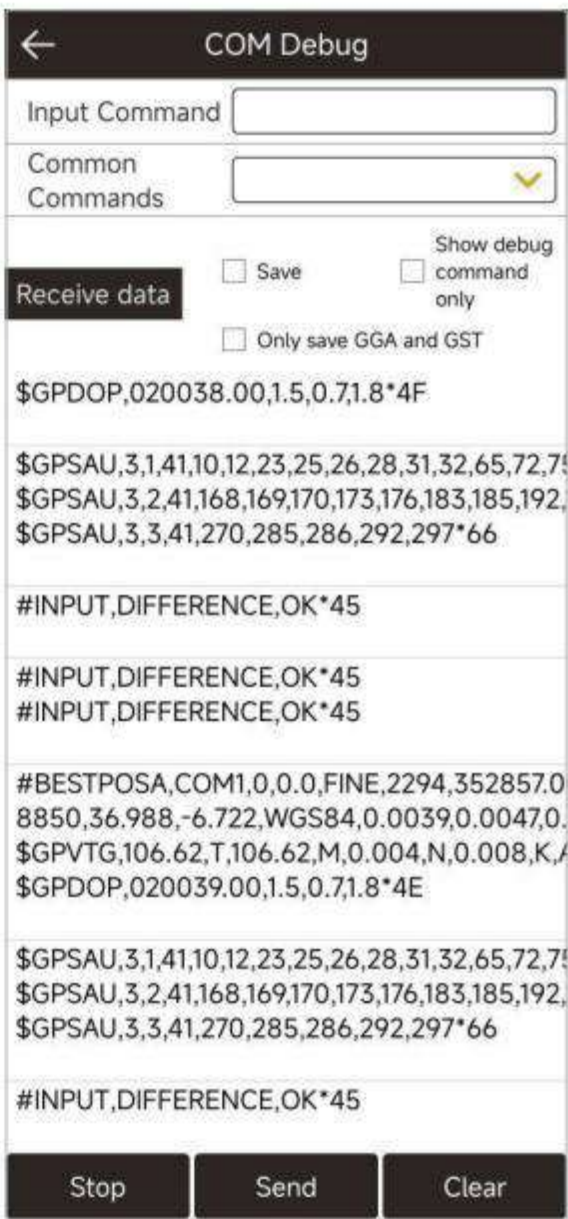 COM Debug
Input Command
Common
Commands
Receive data
Save
Show debug
command
only
Only save GGA and GST
$GPDOP,020038.00,1.5,0.7,1.8*4F
$GPSAU,3,1,41,10,12,23,25,26,28,31,32,65,72,75
$GPSAU,3,2,41,168,169,170,173,176,183,185,192,
$GPSAU,3,3,41,270,285,286,292,297*66
#INPUT,DIFFERENCE,OK*45
#INPUT,DIFFERENCE,OK*45
#INPUT,DIFFERENCE,OK*45
#BESTPOSA,COM1,0,0.0,FINE,2294,352857.0
8850,36.988,-6.722,WGS84,0.0039,0.0047,0.
$GPVTG,106.62,T,106.62,M,0.004,N,0.008,K,A
$GPDOP,020039.00,1.5,0.7,1.8*4E
$GPSAU,3,1,41,10,12,23,25,26,28,31,32,65,72,75
$GPSAU,3,2,41,168,169,170,173,176,183,185,192,
$GPSAU,3,3,41,270,285,286,292,297*66
#INPUT,DIFFERENCE,OK*45
Stop
Send
Clear